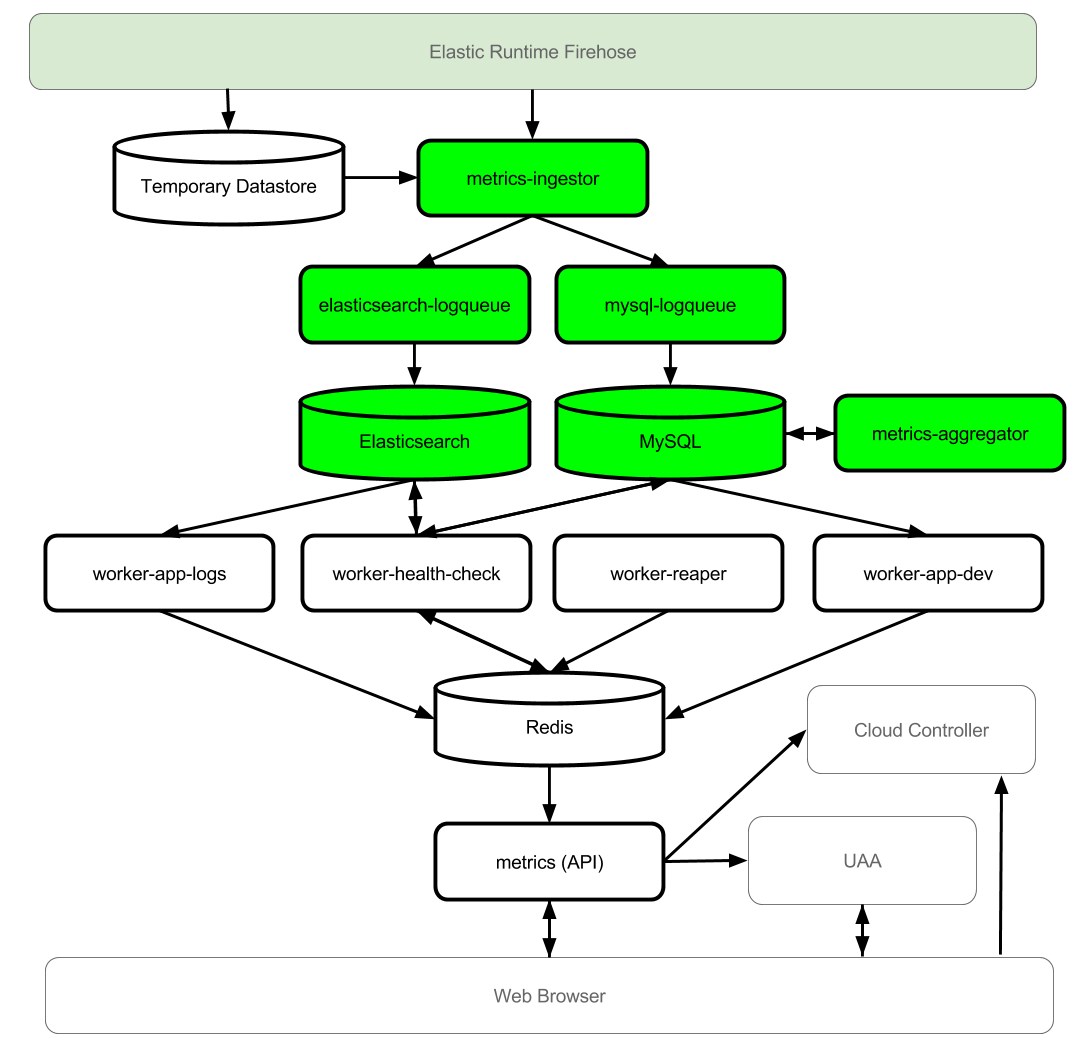 Elastic Runtime Firehose
Temporary Datastore
metrics-ingestor
elasticsearch-logqueue
mysql-logqueue
Elasticsearch
MySQL
metrics-aggregator
worker-app-logs
worker-health-check
worker-reaper
worker-app-dev
Redis
Cloud Controller
metrics (API)
UAA
Web Browser